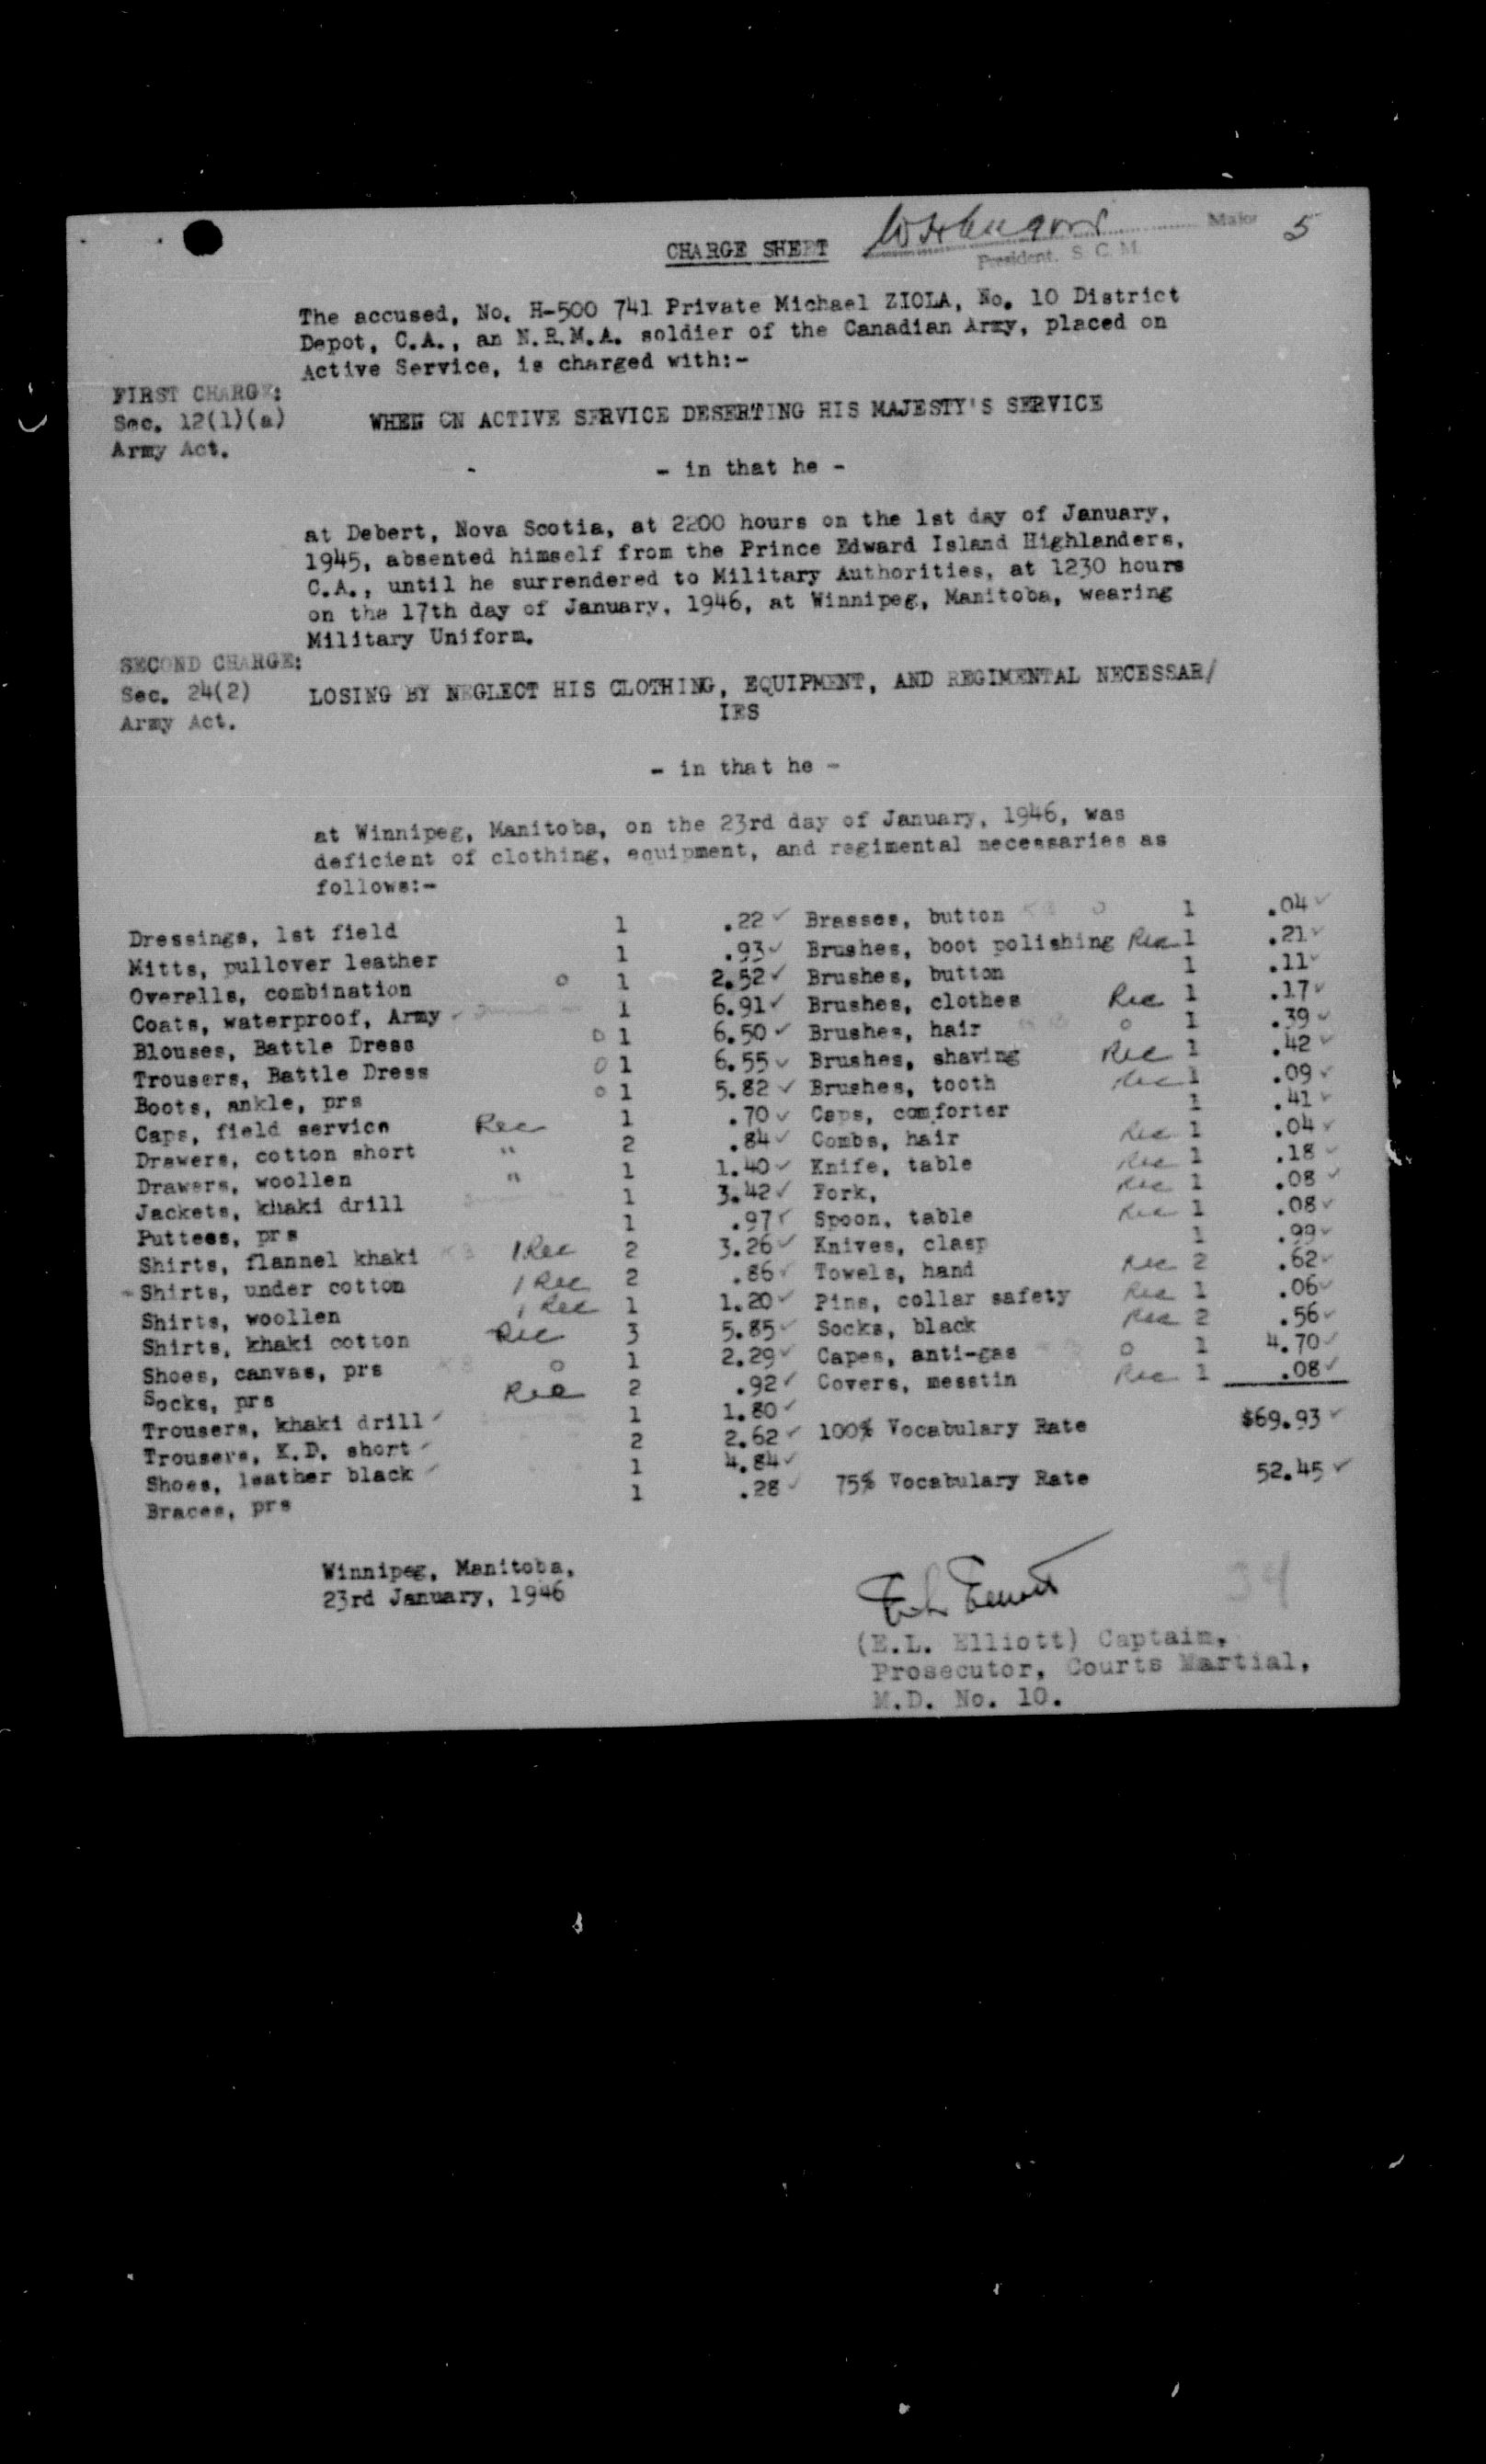 CHARGE SHEET
Major
5
President. S. C. M.
The accused, No. H-500 741 Private Michael ZIOLA, No. 10 District
Depot, C.A., an N.R.M.A. soldier of the Canadian Army, placed on
Active Service, is charged with:-
FIRST CHARGE:
Sec. 12(1)(a)
Army Act.
WHEN ON ACTIVE SERVICE DESERTING HIS MAJESTY'S SERVICE
- in that he -
at Debert, Nova Scotia, at 2200 hours on the 1st day of January,
1945, absented himself from the Prince Edward Island Highlanders,
C.A., until he surrendered to Military Authorities, at 1230 hours
on the 17th day of January, 1946, at Winnipeg, Manitoba, wearing
Military Uniform.
SECOND CHARGE:
Sec. 24(2)
Army Act.
LOSING BY NEGLECT HIS CLOTHING, EQUIPMENT, AND REGIMENTAL NECESSAR/
IES
- in that he -
at Winnipeg, Manitoba, on the 23rd day of January, 1946, was
deficient of clothing, equipment, and regimental necessaries as
follows:-
Dressings, 1st field 1 .22 ✓ Brasses, button O 1 .04 ✓
Mitts, pullover leather 1 .93 ✓ Brushes, boot polishing Rec 1 .21 ✓
Overalls, combination O 1 2.52 ✓ Brushes, button 1 .11 ✓
Coats, waterproof, Army ✓ 1 6.91 ✓ Brushes, clothes Rec 1 .17 ✓
Blouses, Battle Dress O 1 6.50 ✓ Brushes, hair O 1 .39 ✓
Trousers, Battle Dress O 1 6.55 ✓ Brushes, shaving Rec 1 .42 ✓
Boots, ankle, prs O 1 5.82 ✓ Brushes, tooth Rec 1 .09 ✓
Caps, field service Rec 1 .70 ✓ Caps, comforter 1 .41 ✓
Drawers, cotton short " 2 .84 ✓ Combs, hair Rec 1 .04 ✓
Drawers, woollen " 1 1.40 ✓ Knife, table Rec 1 .18 ✓
Jackets, khaki drill 1 3.42 ✓ Fork, Rec 1 .08 ✓
Puttees, prs 1 .97 ✓ Spoon, table Rec 1 .08 ✓
Shirts, flannel khaki 1 Rec 2 3.26 ✓ Knives, clasp 1 .99 ✓
Shirts, under cotton 1 Rec 2 .86 ✓ Towels, hand Rec 2 .62 ✓
Shirts, woollen 1 Rec 1 1.20 ✓ Pins, collar safety Rec 1 .06 ✓
Shirts, khaki cotton Rec 3 5.85 ✓ Socks, black Rec 2 .56 ✓
Shoes, canvas, prs O 1 2.29 ✓ Capes, anti-gas O 1 4.70 ✓
Socks, prs Rec 2 .92 ✓ Covers, messtin Rec 1 .08 ✓
Trousers, khaki drill ✓ 1 1.80 ✓
Trousers, K.D. short ✓ 2 2.62 ✓ 100% Vocabulary Rate $69.93 ✓
Shoes, leather black ✓ 1 4.84 ✓
Braces, prs 1 .28 ✓ 75% Vocabulary Rate 52.45 ✓
Winnipeg, Manitoba,
23rd January, 1946
(E.L. Elliott) Captain,
Prosecutor, Courts Martial,
M.D. No. 10.